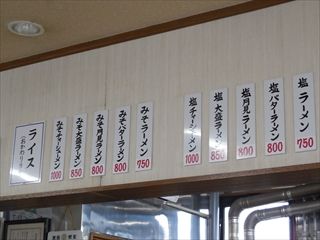 塩 ラーメン 750
塩 バターラーメン 800
塩 月見ラーメン 800
塩 大盛ラーメン 850
塩 チャーシューメン 1000
みそラーメン 750
みそバターラーメン 800
みそ月見ラーメン 800
みそ大盛ラーメン 850
みそチャーシューメン 1000
ライス